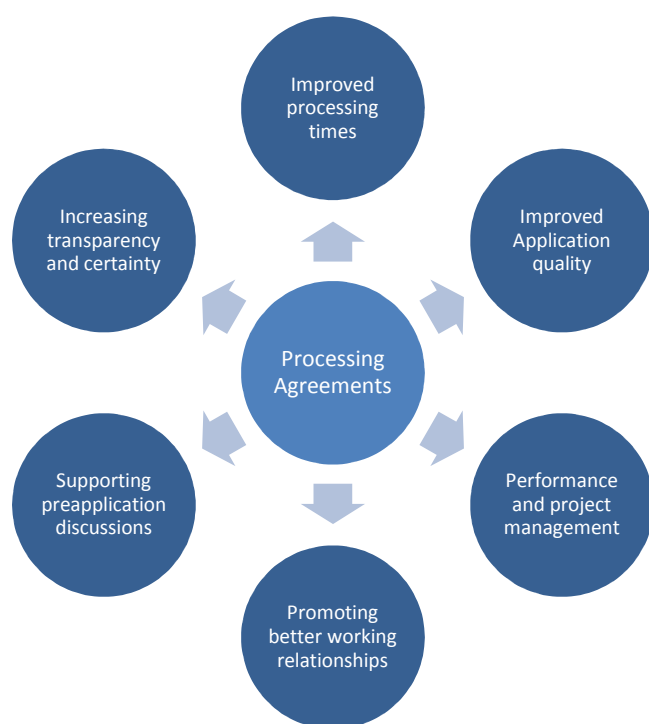 Improved
processing
times
Increasing
transparency
and certainty
Improved
Application
quality
Processing
Agreements
Supporting
preapplication
discussions
Performance
and project
management
Promoting
better working
relationships